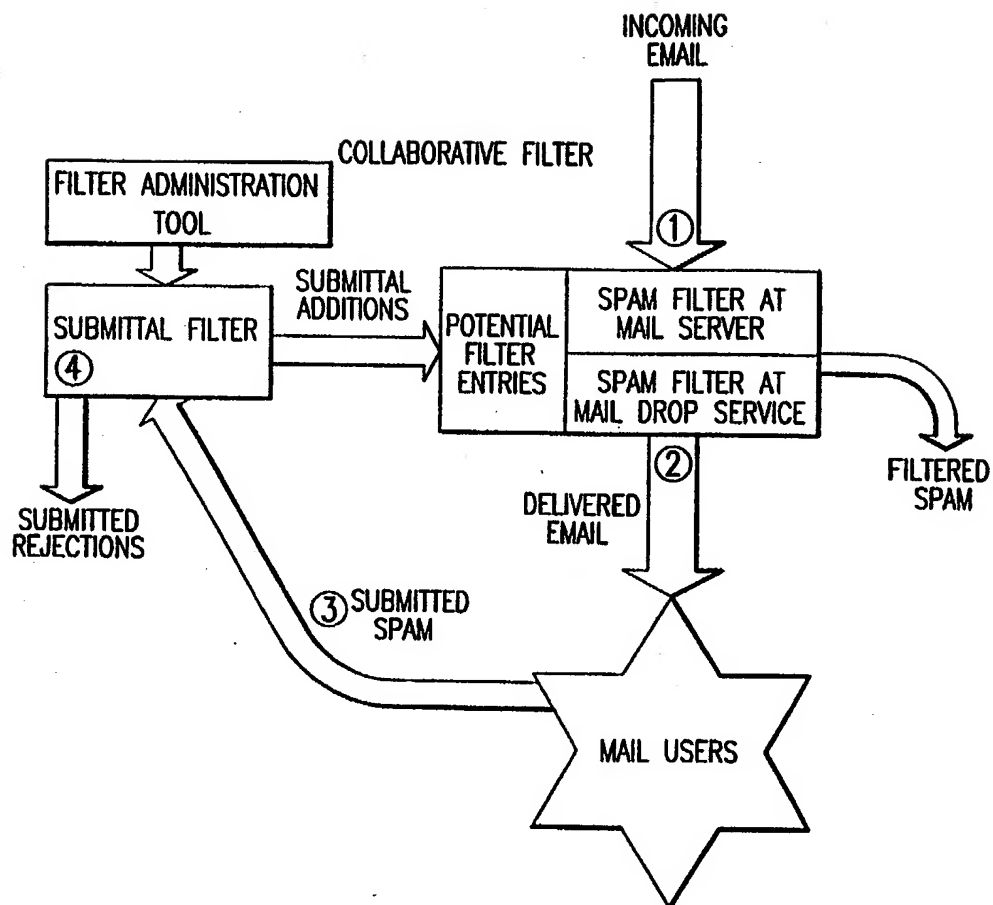 INCOMING
EMAIL
COLLABORATIVE FILTER
FILTER ADMINISTRATION
TOOL
①
SUBMITTAL
ADDITIONS
SUBMITTAL FILTER
④
POTENTIAL
FILTER
ENTRIES
SPAM FILTER AT
MAIL SERVER
SPAM FILTER AT
MAIL DROP SERVICE
②
FILTERED
SPAM
DELIVERED
EMAIL
SUBMITTED
REJECTIONS
③ SUBMITTED
SPAM
MAIL USERS